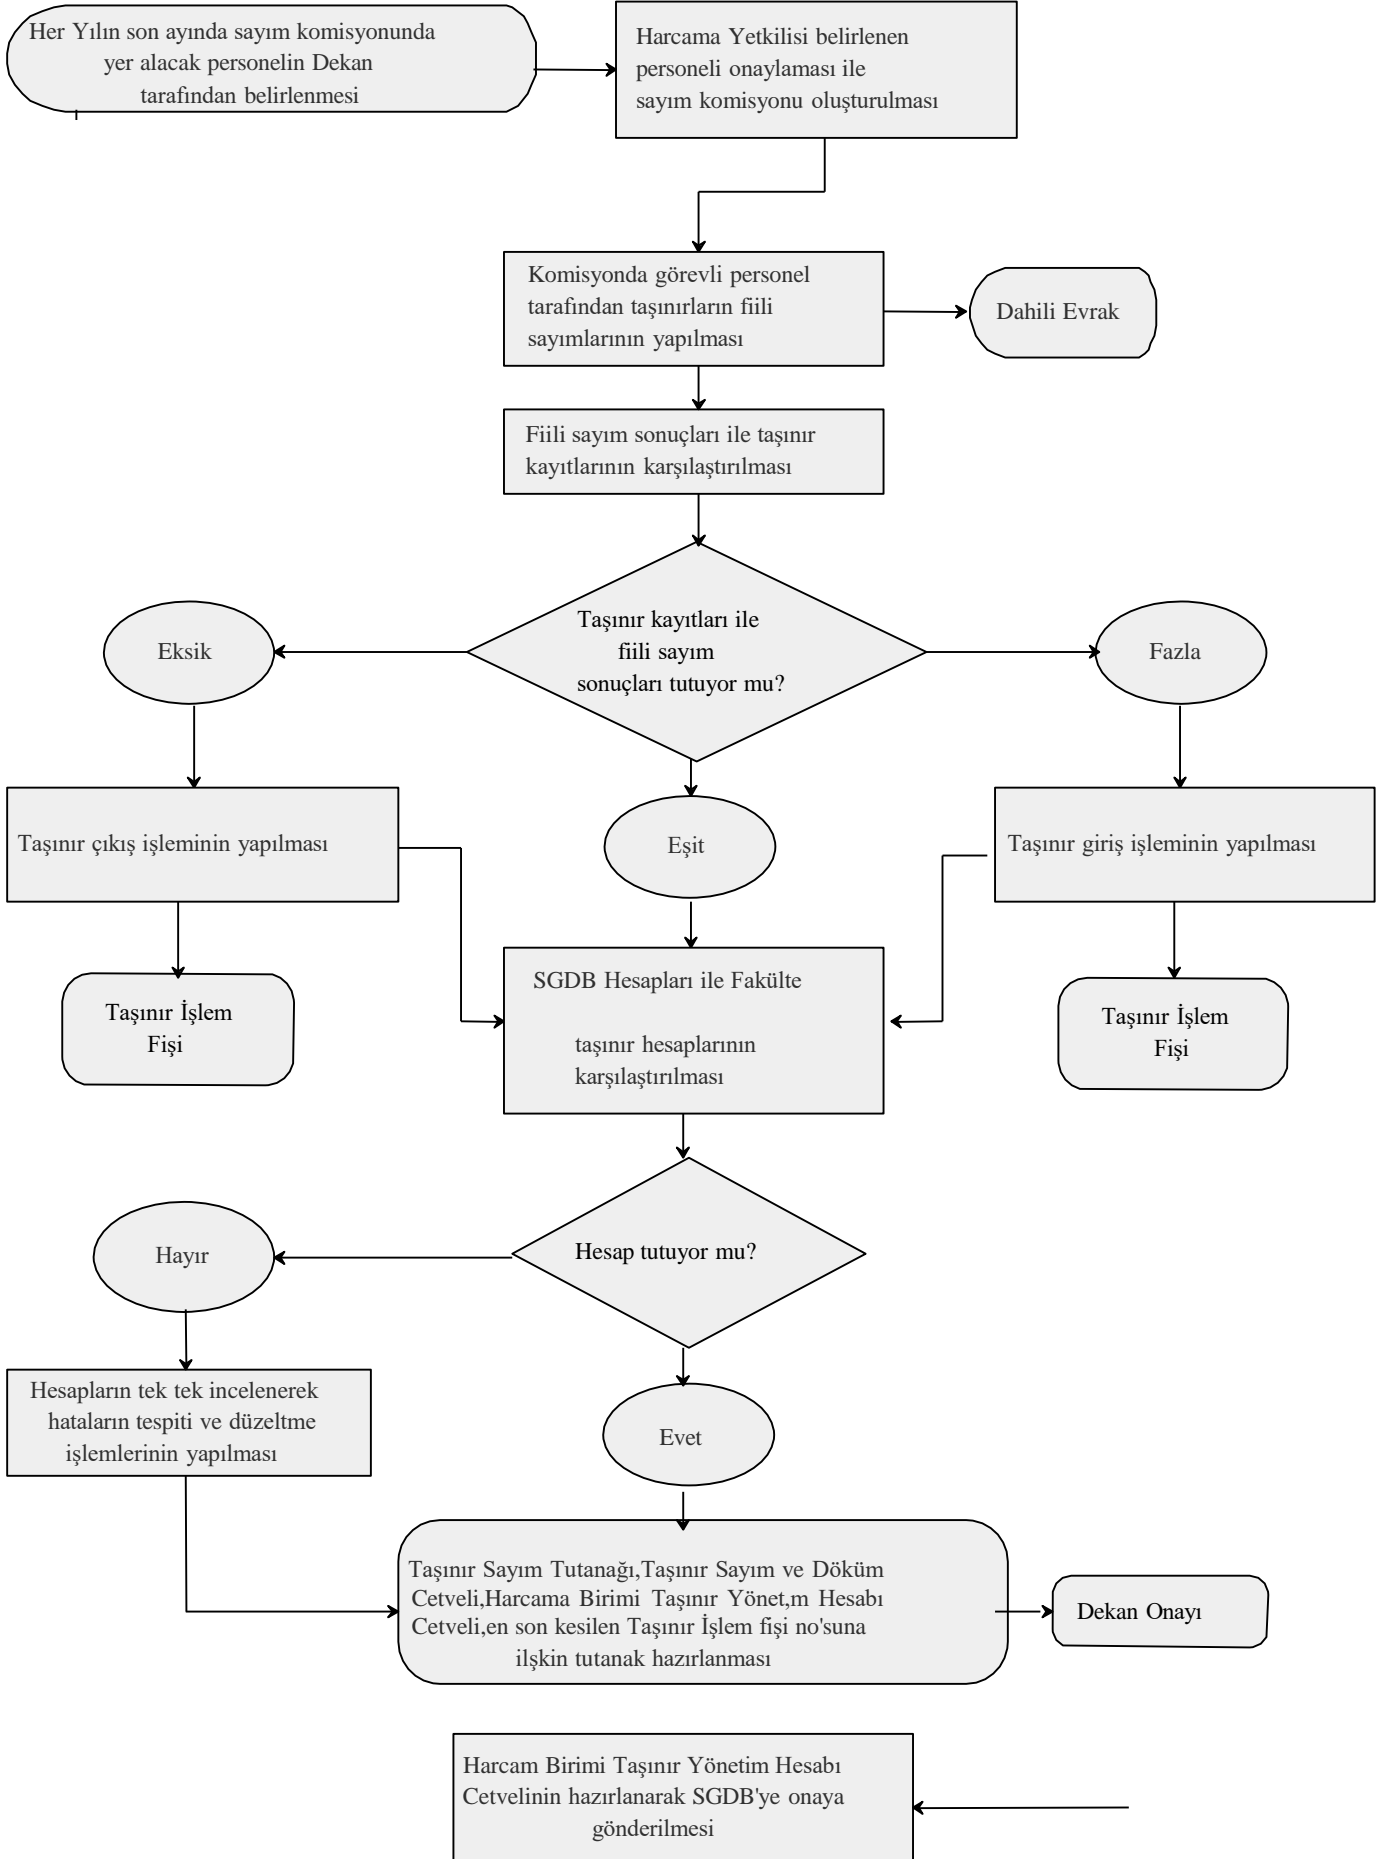 Her Yılın son ayında sayım komisyonunda
yer alacak personelin Dekan
tarafından belirlenmesi
Harcama Yetkilisi belirlenen
personeli onaylaması ile
sayım komisyonu oluşturulması
Komisyonda görevli personel
tarafından taşınırların fiili
sayımlarının yapılması
Dahili Evrak
Fiili sayım sonuçları ile taşınır
kayıtlarının karşılaştırılması
Taşınır kayıtları ile
fiili sayım
sonuçları tutuyor mu?
Eksik
Fazla
Taşınır çıkış işleminin yapılması
Eşit
Taşınır giriş işleminin yapılması
Taşınır İşlem
Fişi
SGDB Hesapları ile Fakülte
taşınır hesaplarının
karşılaştırılması
Taşınır İşlem
Fişi
Hesap tutuyor mu?
Hayır
Hesapların tek tek incelenerek
hataların tespiti ve düzeltme
işlemlerinin yapılması
Evet
Taşınır Sayım Tutanağı,Taşınır Sayım ve Döküm
Cetveli,Harcama Birimi Taşınır Yönet,m Hesabı
Cetveli,en son kesilen Taşınır İşlem fişi no'suna
ilşkin tutanak hazırlanması
Dekan Onayı
Harcam Birimi Taşınır Yönetim Hesabı
Cetvelinin hazırlanarak SGDB'ye onaya
gönderilmesi